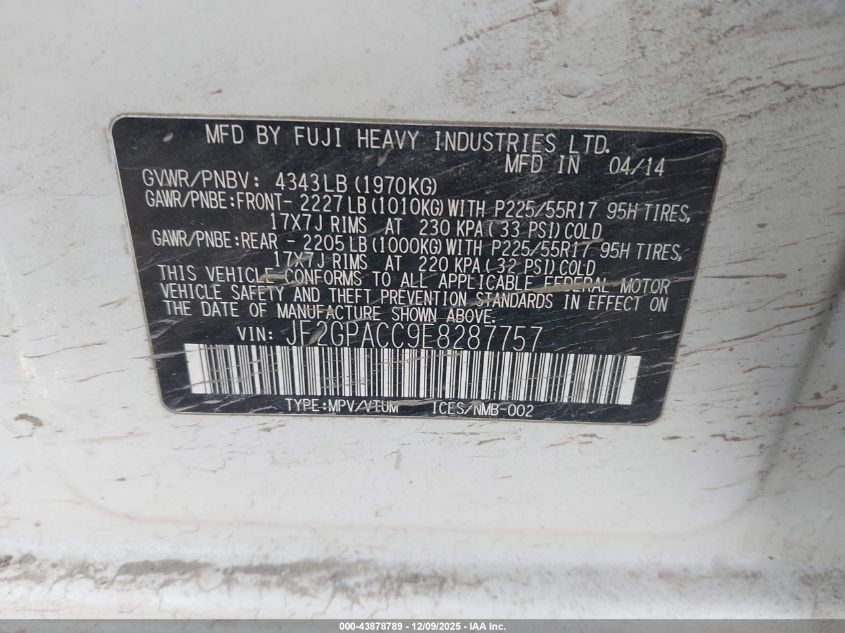 MFD BY FUJI HEAVY INDUSTRIES LTD.
MFD IN 04/14
GVWR/PNBV: 4343LB(1970KG)
GAWR/PNBE:FRONT- 2227LB(1010KG)WITH P225/55R17 95H TIRES,
17X7J RIMS AT 230 KPA(33 PSI)COLD
GAWR/PNBE:REAR - 2205LB(1000KG)WITH P225/55R17 95H TIRES,
17X7J RIMS AT 220 KPA(32 PSI)COLD
THIS VEHICLE CONFORMS TO ALL APPLICABLE FEDERAL MOTOR
VEHICLE SAFETY AND THEFT PREVENTION STANDARDS IN EFFECT ON
THE DATE OF MANUFACTURE SHOWN ABOVE.
VIN: JF2GPACC9E8287757
TYPE:MPV/VTUM ICES/NMB-002
000-43878789 - 12/09/2025 - IAA Inc.